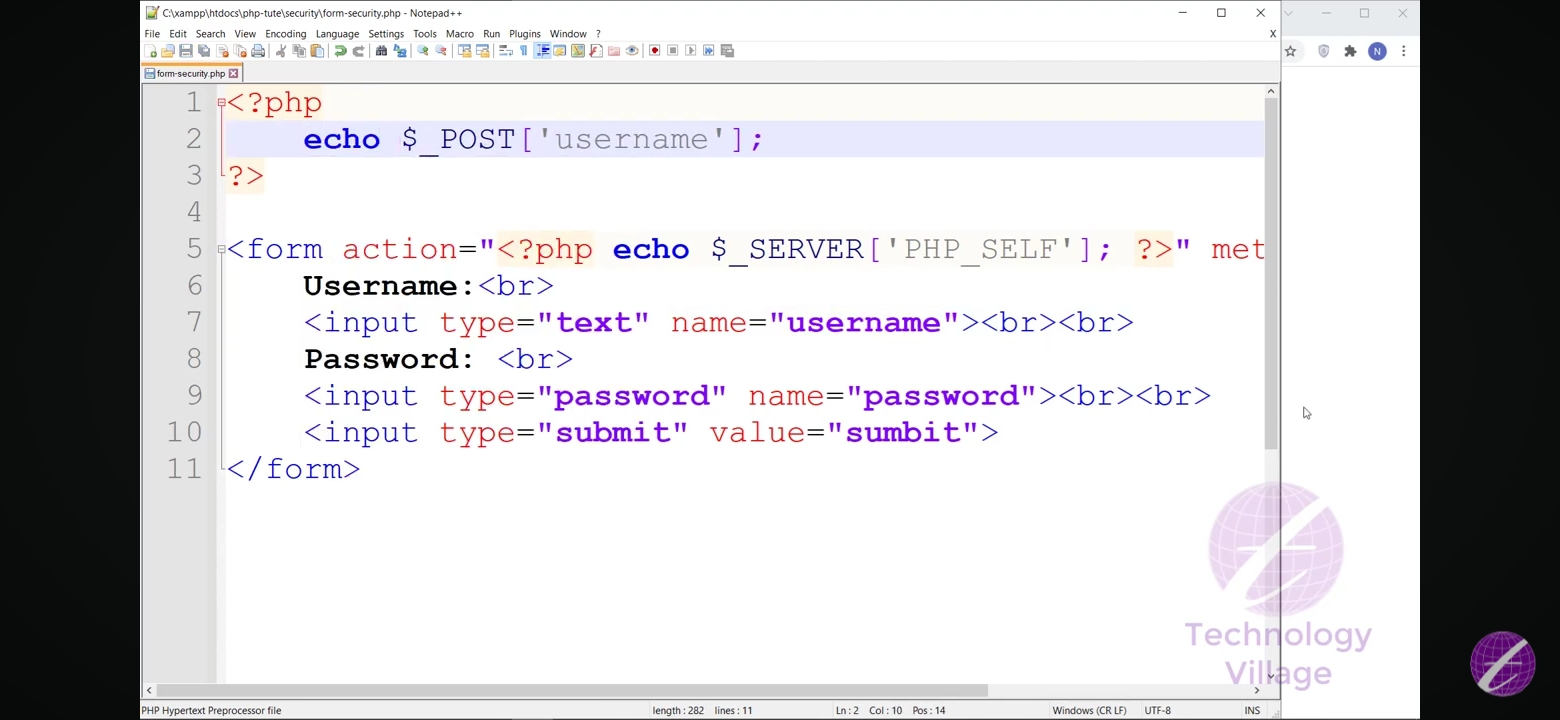 C:\xampp\htdocs\php-tute\security\form-security.php - Notepad++
File Edit Search View Encoding Language Settings Tools Macro Run Plugins Window ? X
form-security.php
N
1 <?php
2 echo $_POST['username'];
3 ?>
4
5 <form action="<?php echo $_SERVER['PHP_SELF']; ?>" met
6 Username:<br>
7 <input type="text" name="username"><br><br>
8 Password: <br>
9 <input type="password" name="password"><br><br>
10 <input type="submit" value="sumbit">
11 </form>
Technology
Village
PHP Hypertext Preprocessor file length : 282 lines : 11 Ln : 2 Col : 10 Pos : 14 Windows (CR LF) UTF-8 INS